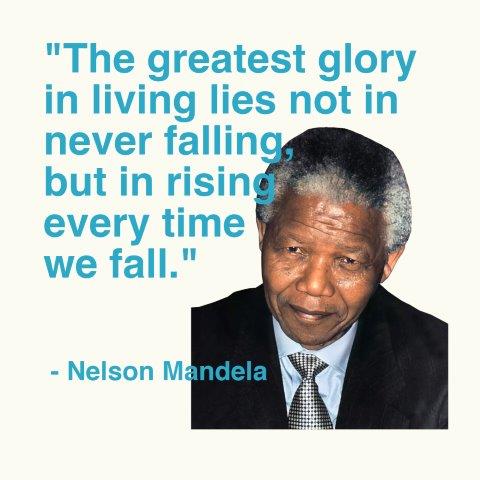 "The greatest glory
in living lies not in
never falling,
but in rising
every time
we fall."
- Nelson Mandela